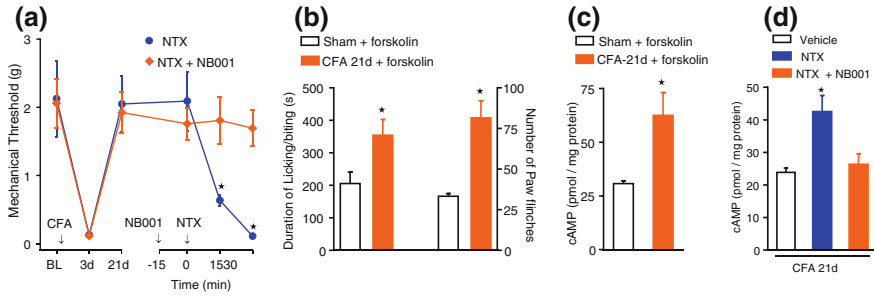 (a)
NTX
NTX + NB001
Mechanical Threshold (g)
3
2
1
0
CFA
NB001
NTX
BL
3d
21d
-15
0
1530
Time (min)
(b)
Sham + forskolin
CFA 21d + forskolin
Duration of Licking/biting (s)
500
400
300
200
100
0
Number of Paw flinches
100
75
50
25
0
(c)
Sham + forskolin
CFA-21d + forskolin
cAMP (pmol / mg protein)
75
50
25
0
(d)
Vehicle
NTX
NTX + NB001
cAMP (pmol / mg protein)
60
50
40
30
20
10
0
CFA 21d